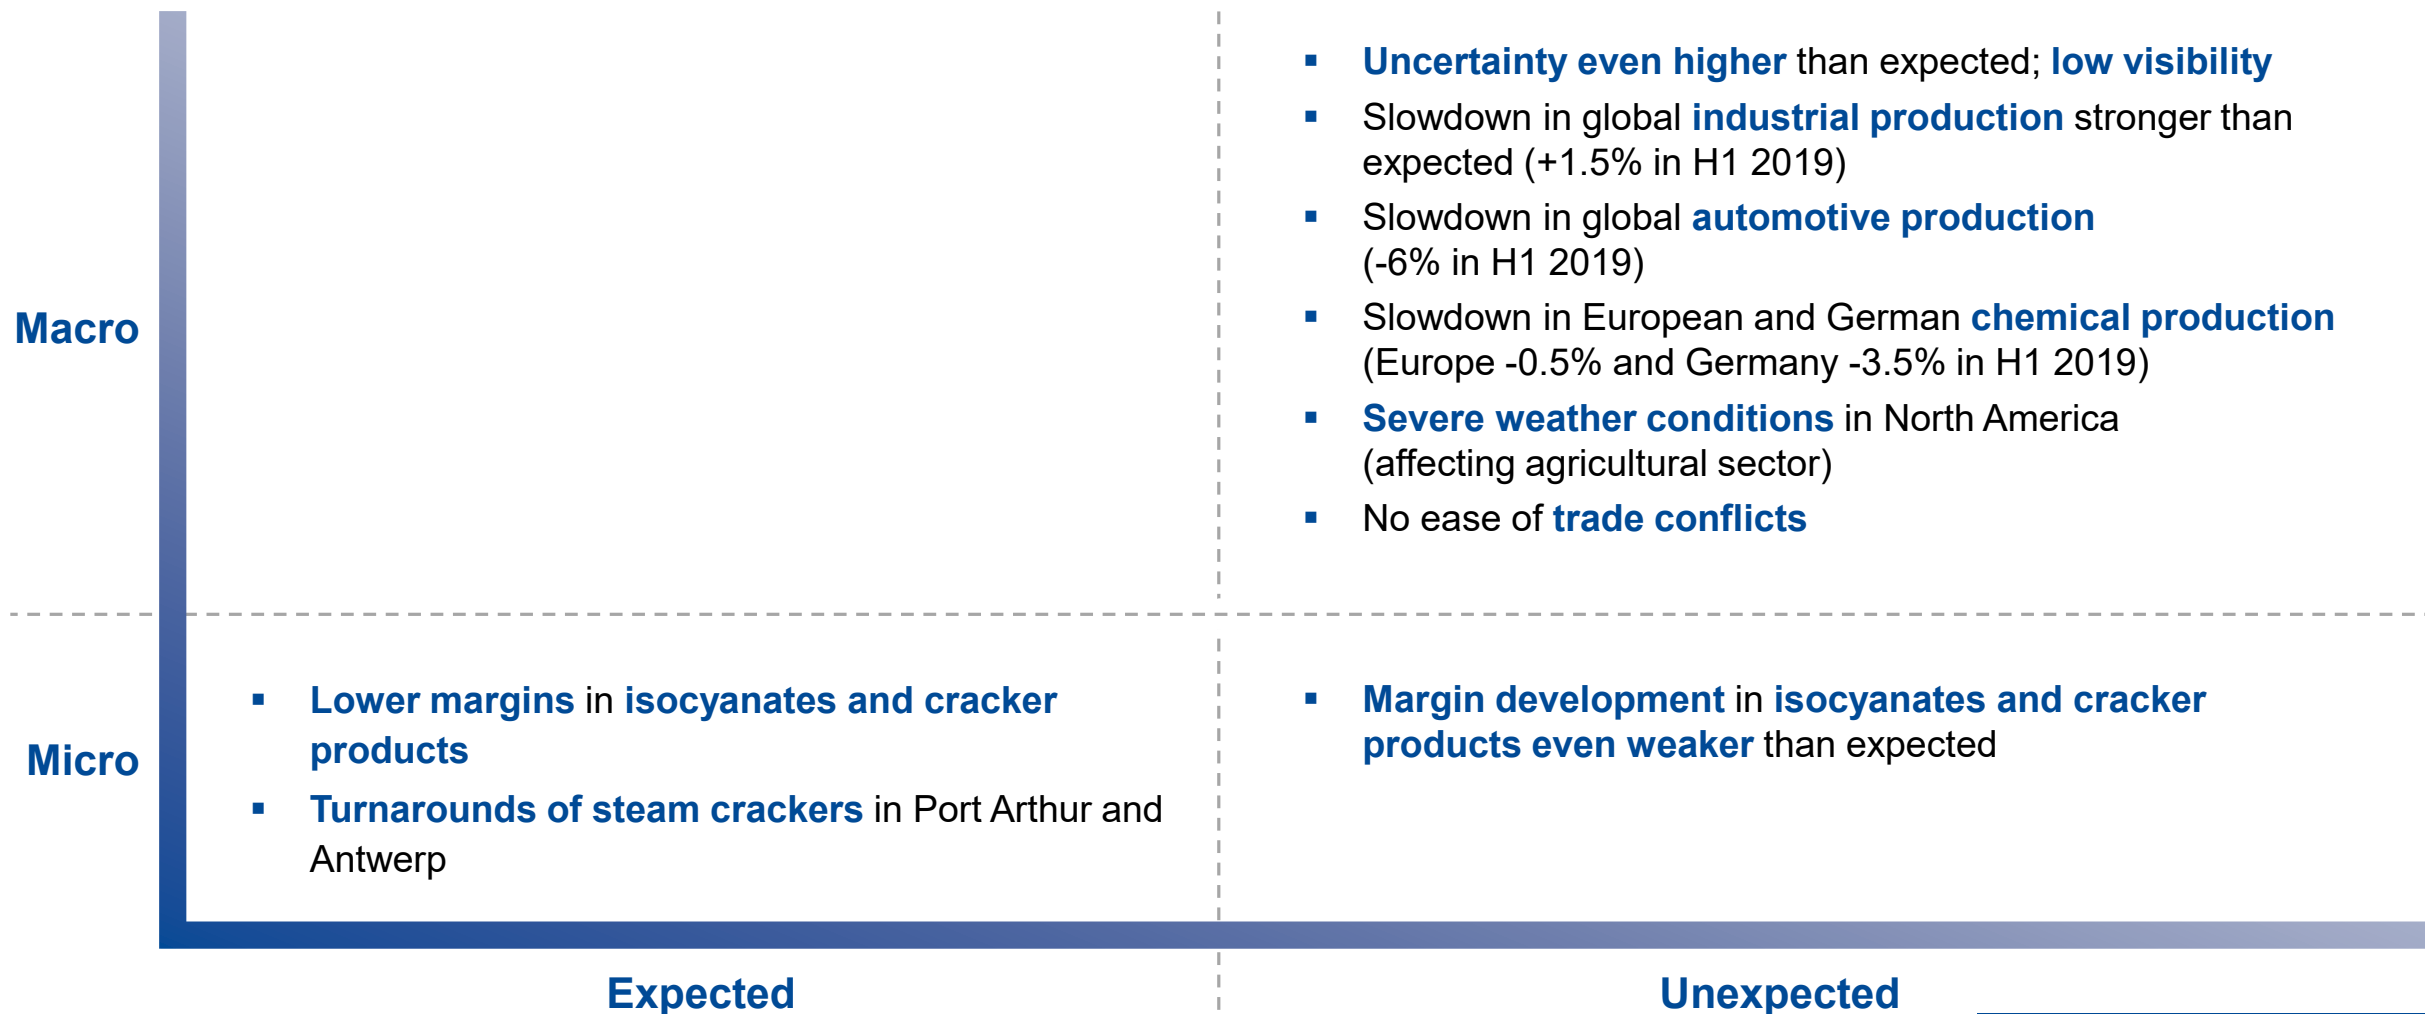 Macro
▪ Uncertainty even higher than expected; low visibility
▪ Slowdown in global industrial production stronger than
expected (+1.5% in H1 2019)
▪ Slowdown in global automotive production
(-6% in H1 2019)
▪ Slowdown in European and German chemical production
(Europe -0.5% and Germany -3.5% in H1 2019)
▪ Severe weather conditions in North America
(affecting agricultural sector)
▪ No ease of trade conflicts
Micro
▪ Lower margins in isocyanates and cracker
products
▪ Turnarounds of steam crackers in Port Arthur and
Antwerp
▪ Margin development in isocyanates and cracker
products even weaker than expected
Expected
Unexpected